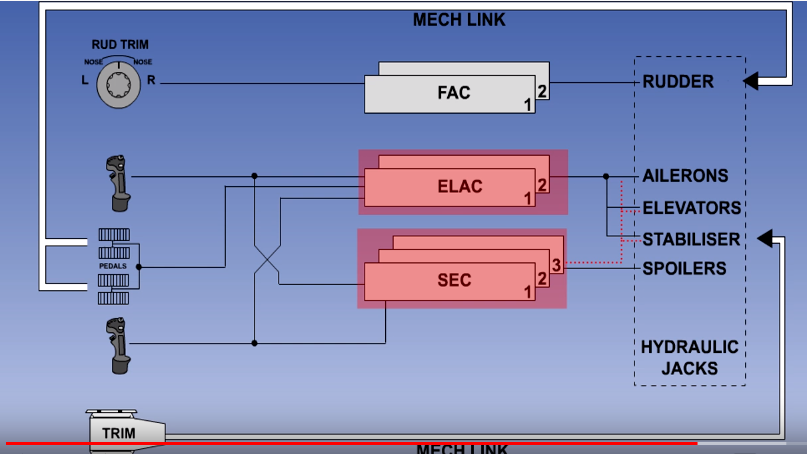 MECH LINK
RUD TRIM
NOSE NOSE
L R
FAC
1
2
RUDDER
ELAC
1
2
AILERONS
ELEVATORS
STABILISER
SPOILERS
PEDALS
SEC
1
2
3
HYDRAULIC
JACKS
TRIM
MECH LINK